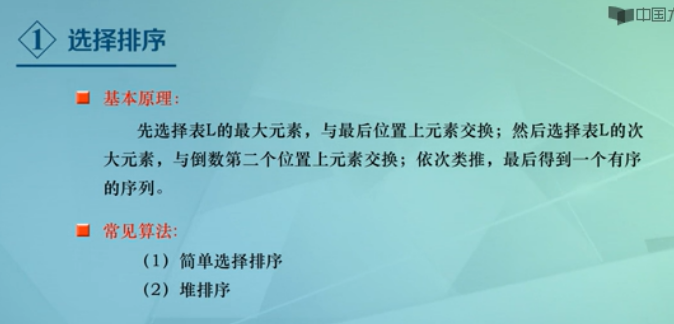 中国大
1 选择排序
基本原理:
先选择表L的最大元素，与最后位置上元素交换；然后选择表L的次
大元素，与倒数第二个位置上元素交换；依次类推，最后得到一个有序
的序列。
常见算法:
（1）简单选择排序
（2）堆排序